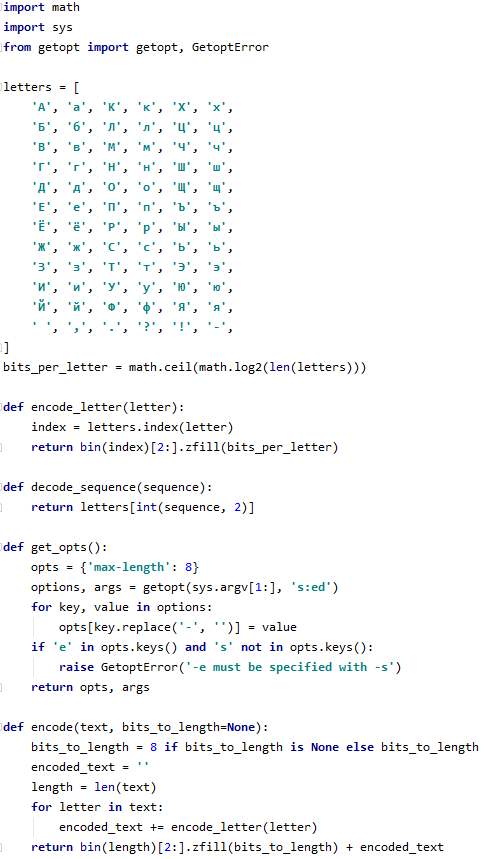 import math
import sys
from getopt import getopt, GetoptError

letters = [
    'А', 'а', 'К', 'к', 'Х', 'х',
    'Б', 'б', 'Л', 'л', 'Ц', 'ц',
    'В', 'в', 'М', 'м', 'Ч', 'ч',
    'Г', 'г', 'Н', 'н', 'Ш', 'ш',
    'Д', 'д', 'О', 'о', 'Щ', 'щ',
    'Е', 'е', 'П', 'п', 'Ъ', 'ъ',
    'Ё', 'ё', 'Р', 'р', 'Ы', 'ы',
    'Ж', 'ж', 'С', 'с', 'Ь', 'ь',
    'З', 'з', 'Т', 'т', 'Э', 'э',
    'И', 'и', 'У', 'у', 'Ю', 'ю',
    'Й', 'й', 'Ф', 'ф', 'Я', 'я',
    ' ', ',', '.', '?', '!', '-',
]
bits_per_letter = math.ceil(math.log2(len(letters)))

def encode_letter(letter):
    index = letters.index(letter)
    return bin(index)[2:].zfill(bits_per_letter)

def decode_sequence(sequence):
    return letters[int(sequence, 2)]

def get_opts():
    opts = {'max-length': 8}
    options, args = getopt(sys.argv[1:], 's:ed')
    for key, value in options:
        opts[key.replace('-', '')] = value
    if 'e' in opts.keys() and 's' not in opts.keys():
        raise GetoptError('-e must be specified with -s')
    return opts, args

def encode(text, bits_to_length=None):
    bits_to_length = 8 if bits_to_length is None else bits_to_length
    encoded_text = ''
    length = len(text)
    for letter in text:
        encoded_text += encode_letter(letter)
    return bin(length)[2:].zfill(bits_to_length) + encoded_text